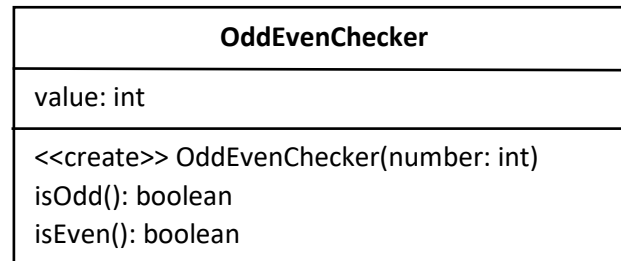 OddEvenChecker
value: int
<<create>> OddEvenChecker(number: int)
isOdd(): boolean
isEven(): boolean